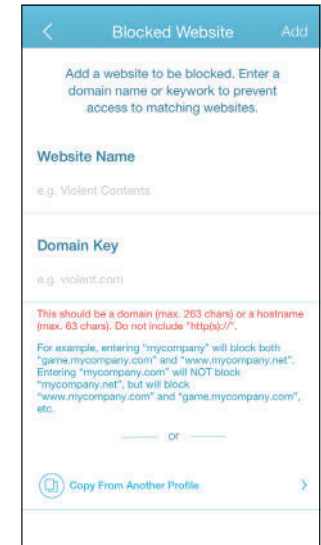 Blocked Website Add
Add a website to be blocked. Enter a
domain name or keywork to prevent
access to matching websites.
Website Name
e.g. Violent Contents
Domain Key
e.g. violent.com
This should be a domain (max. 263 chars) or a hostname
(max. 63 chars). Do not include "http(s)://".
For example, entering "mycompany" will block both
"game.mycompany.com" and "www.mycompany.net".
Entering "mycompany.com" will NOT block
"mycompany.net", but will block
"www.mycompany.com" and "game.mycompany.com",
etc.
or
Copy From Another Profile